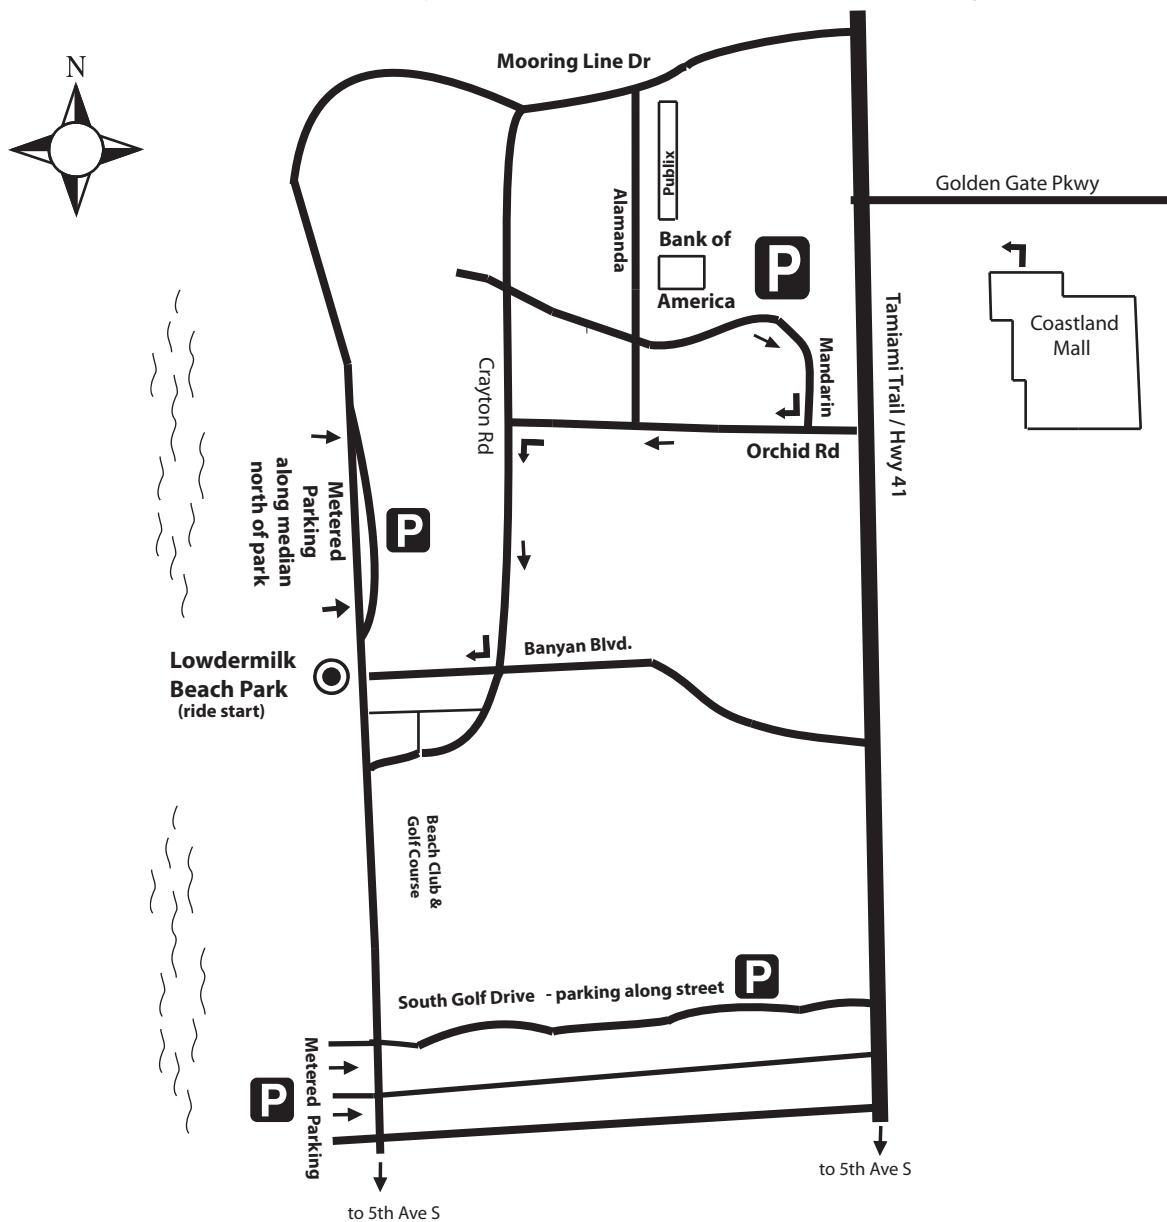 N
Mooring Line Dr
Golden Gate Pkwy
Publix
Alamanda
Bank of
America
P
Coastland
Mall
Tamiami Trail / Hwy 41
Mandarin
Crayton Rd
Orchid Rd
Metered
Parking
along median
north of park
P
Banyan Blvd.
Lowdermilk
Beach Park
(ride start)
Beach Club &
Golf Course
South Golf Drive - parking along street
P
Metered Parking
P
to 5th Ave S
to 5th Ave S